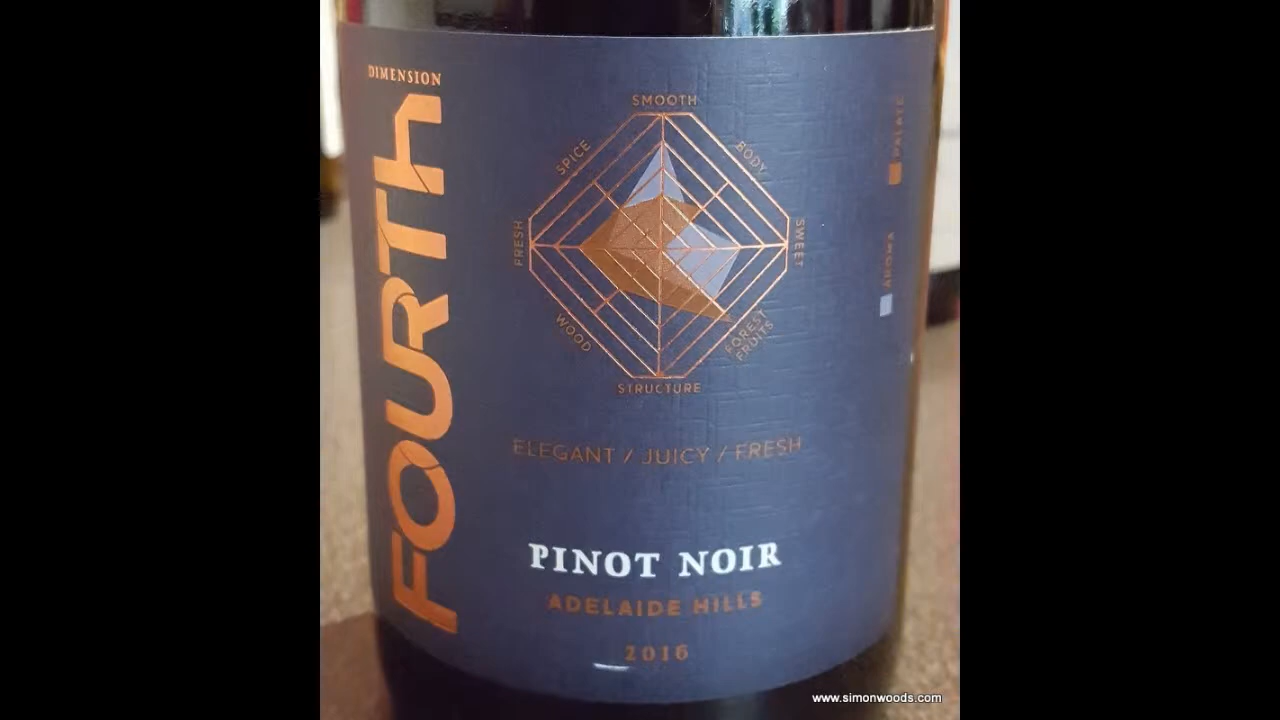 DIMENSION
FOURTH
SMOOTH
SPICE
BODY
FRESH
SWEET
WOOD
FOREST
FRUITS
STRUCTURE
PALATE
AROMA
ELEGANT / JUICY / FRESH
PINOT NOIR
ADELAIDE HILLS
2016
www.simonwoods.com